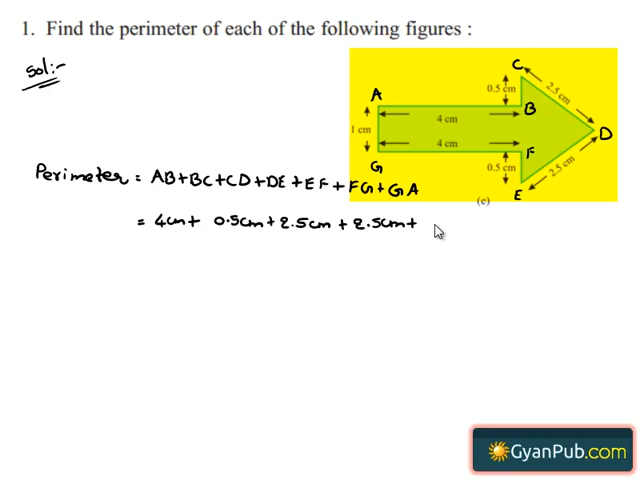 1. Find the perimeter of each of the following figures :
Sol:-
C
A
0.5 cm
2.5 cm
B
4 cm
1 cm
D
4 cm
F
G
0.5 cm
2.5 cm
E
(e)
Perimeter = AB+BC+CD+DE+EF+FG+GA
= 4cm+ 0.5cm+2.5cm+2.5cm+
GyanPub.com